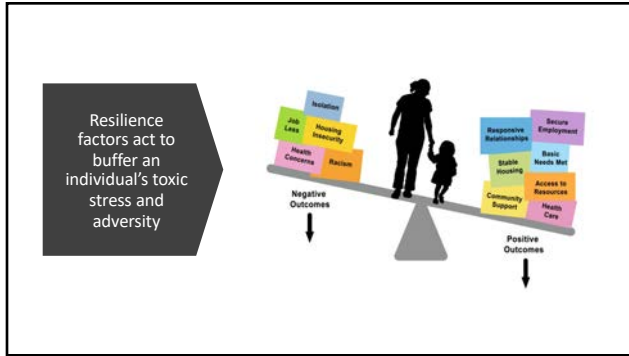 Resilience
factors act to
buffer an
individual's toxic
stress and
adversity
Isolation
Job
Loss
Housing
Insecurity
Health
Concerns
Racism
Negative
Outcomes
Responsive
Relationships
Secure
Employment
Stable
Housing
Basic
Needs Met
Community
Support
Access to
Resources
Health
Care
Positive
Outcomes